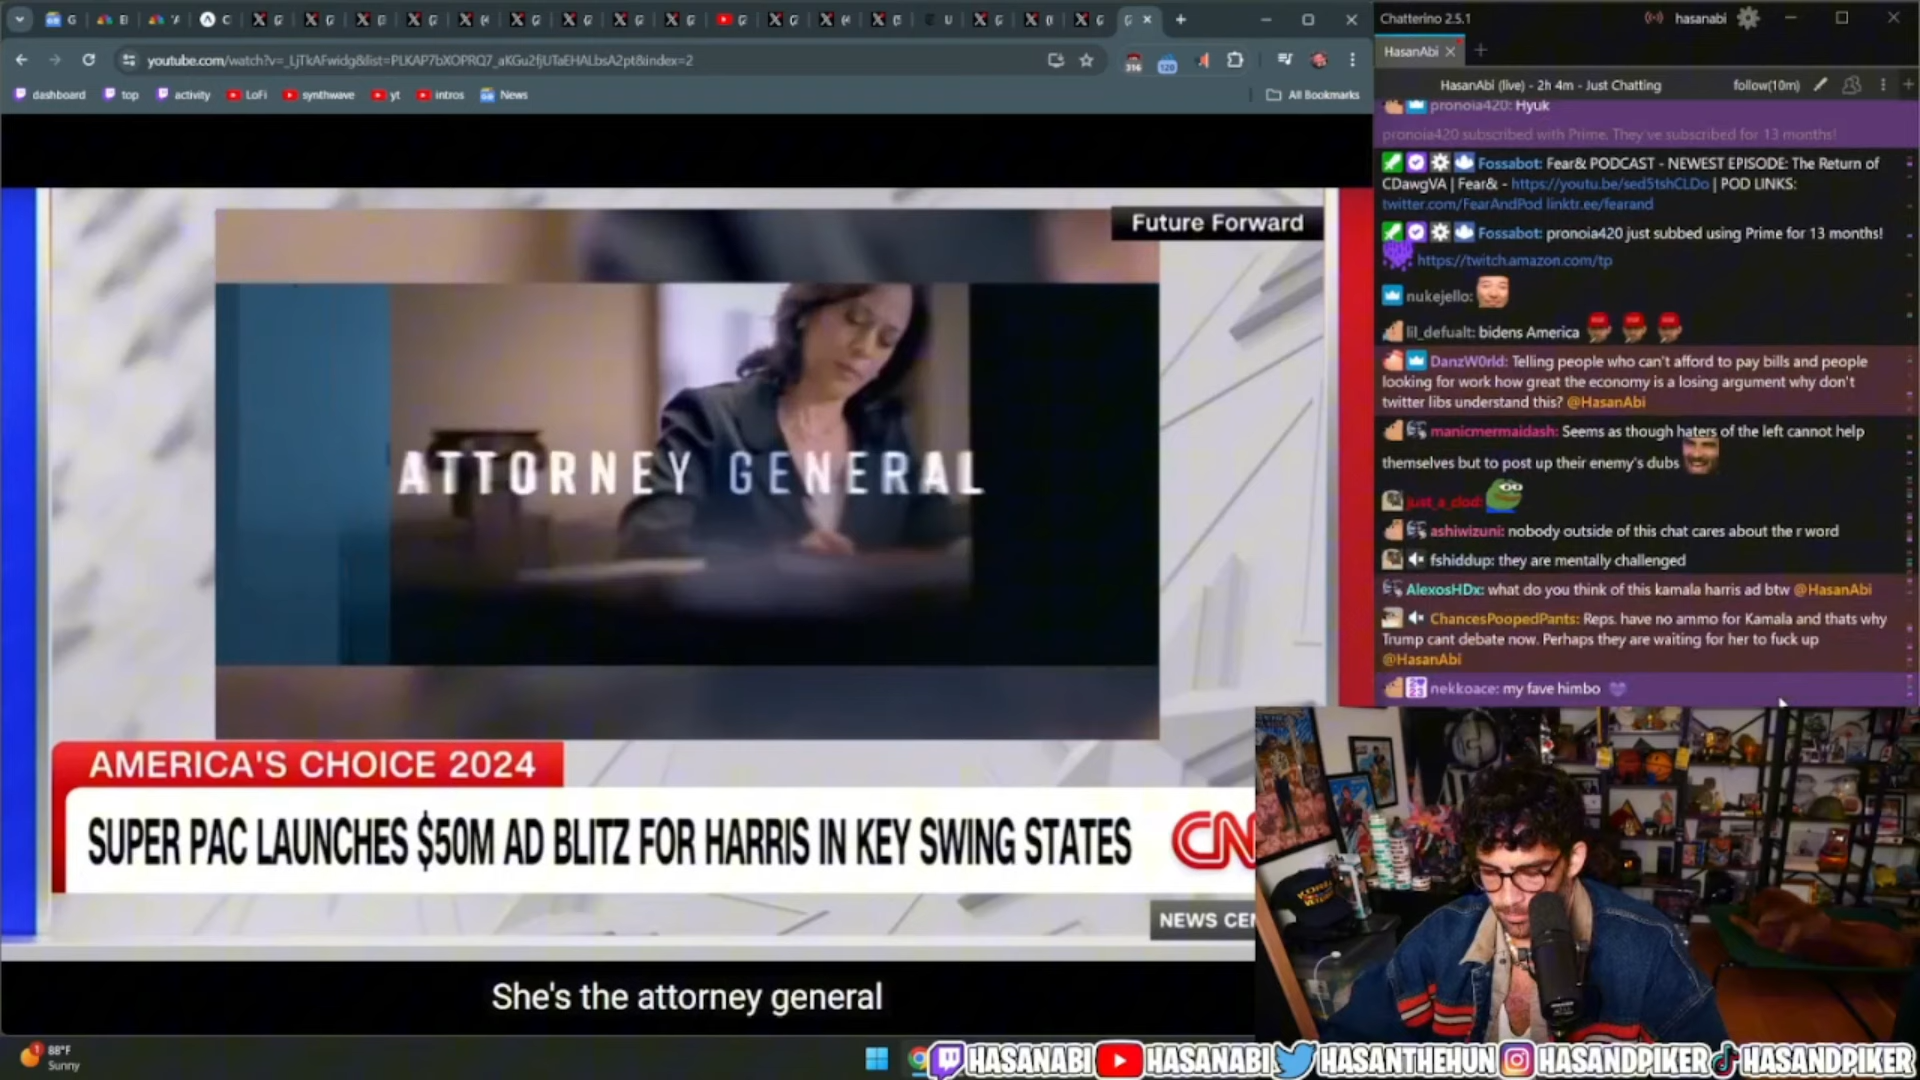 youtube.com/watch?v=_LjTkAFwidg&list=PLKAP7bXOPRQ7_aKGu2fjUTaEHALbsA2pt&index=2
316
120
dashboard
top
activity
LoFi
synthwave
yt
intros
News
All Bookmarks
Future Forward
ATTORNEY GENERAL
AMERICA'S CHOICE 2024
SUPER PAC LAUNCHES $50M AD BLITZ FOR HARRIS IN KEY SWING STATES
NEWS CE
She's the attorney general
88°F
Sunny
Chatterino 2.5.1
hasanabi
HasanAbi
HasanAbi (live) - 2h 4m - Just Chatting
follow(10m)
pronoia420: Hyuk
pronoia420 subscribed with Prime. They've subscribed for 13 months!
Fossabot: Fear& PODCAST - NEWEST EPISODE: The Return of
CDawgVA | Fear& - https://youtu.be/sed5tshCLDo | POD LINKS:
twitter.com/FearAndPod linktr.ee/fearand
Fossabot: pronoia420 just subbed using Prime for 13 months!
https://twitch.amazon.com/tp
nukejello:
lil_defualt: bidens America
DanzW0rld: Telling people who can't afford to pay bills and people
looking for work how great the economy is a losing argument why don't
twitter libs understand this? @HasanAbi
manicmermaidash: Seems as though haters of the left cannot help
themselves but to post up their enemy's dubs
just_a_clod:
ashiwizuni: nobody outside of this chat cares about the r word
fshiddup: they are mentally challenged
AlexosHDx: what do you think of this kamala harris ad btw @HasanAbi
ChancesPoopedPants: Reps. have no ammo for Kamala and thats why
Trump cant debate now. Perhaps they are waiting for her to fuck up
@HasanAbi
nekkoace: my fave himbo
HASANABI
HASANABI
HASANTHEHUN
HASANDPIKER
HASANDPIKER